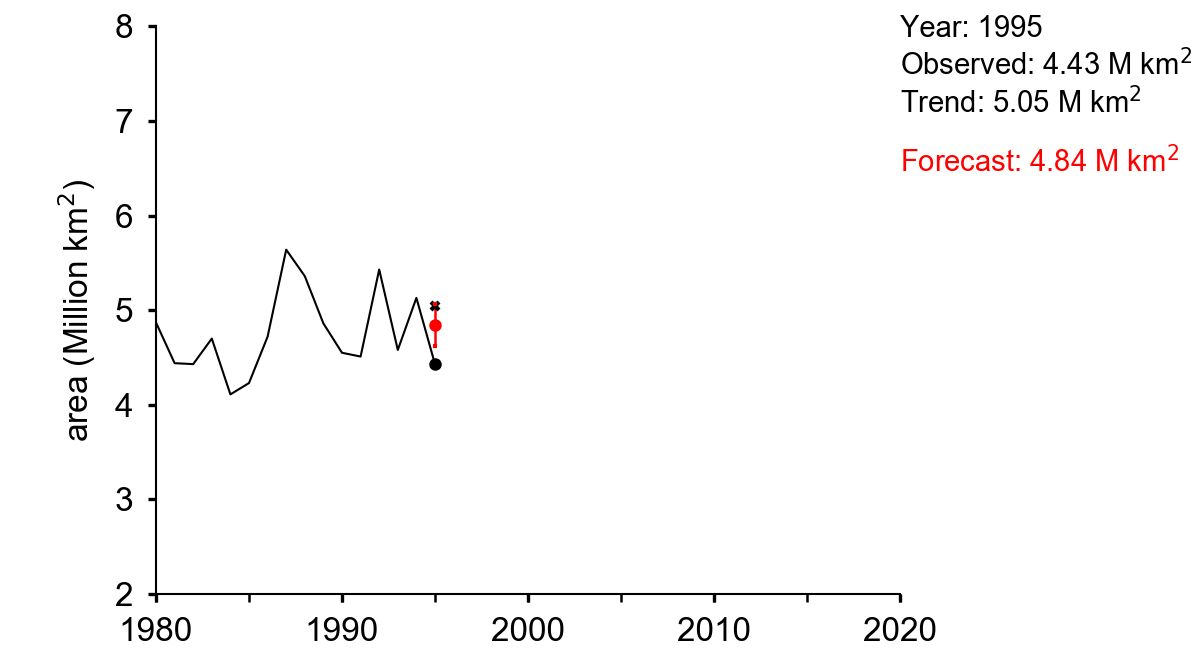 Year: 1995
Observed: 4.43 M km²
Trend: 5.05 M km²
Forecast: 4.84 M km²
area (Million km²)
8
7
6
5
4
3
2
1980 1990 2000 2010 2020